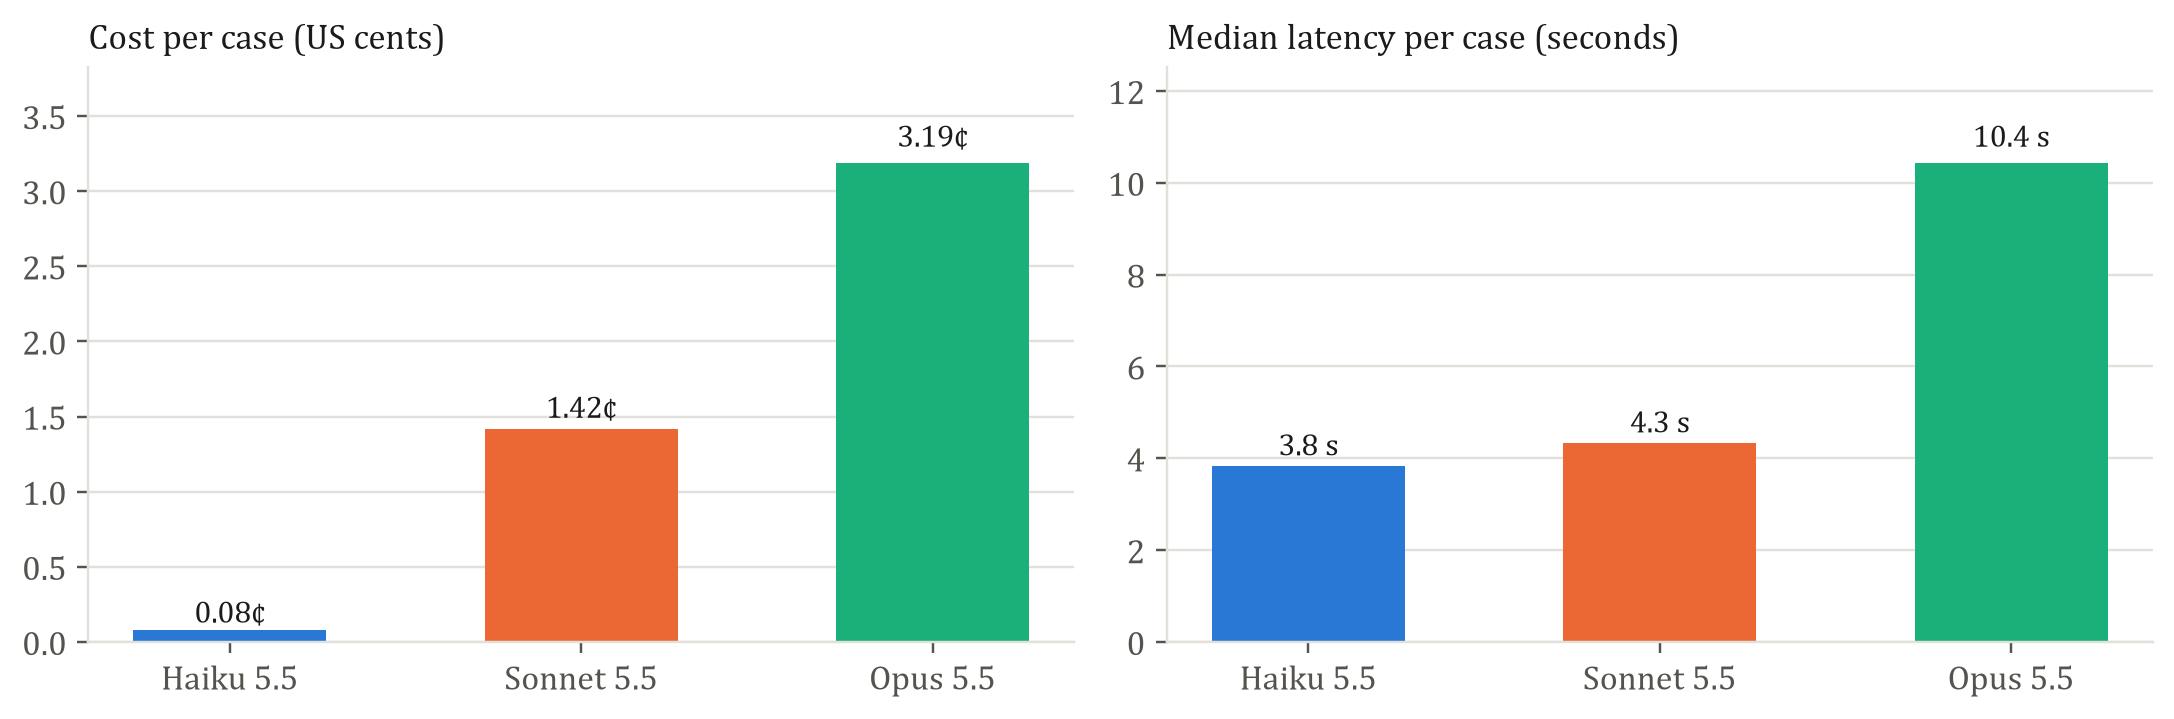 Cost per case (US cents)
3.5
3.0
2.5
2.0
1.5
1.0
0.5
0.0
0.08¢
1.42¢
3.19¢
Haiku 5.5
Sonnet 5.5
Opus 5.5
Median latency per case (seconds)
12
10
8
6
4
2
0
3.8 s
4.3 s
10.4 s
Haiku 5.5
Sonnet 5.5
Opus 5.5